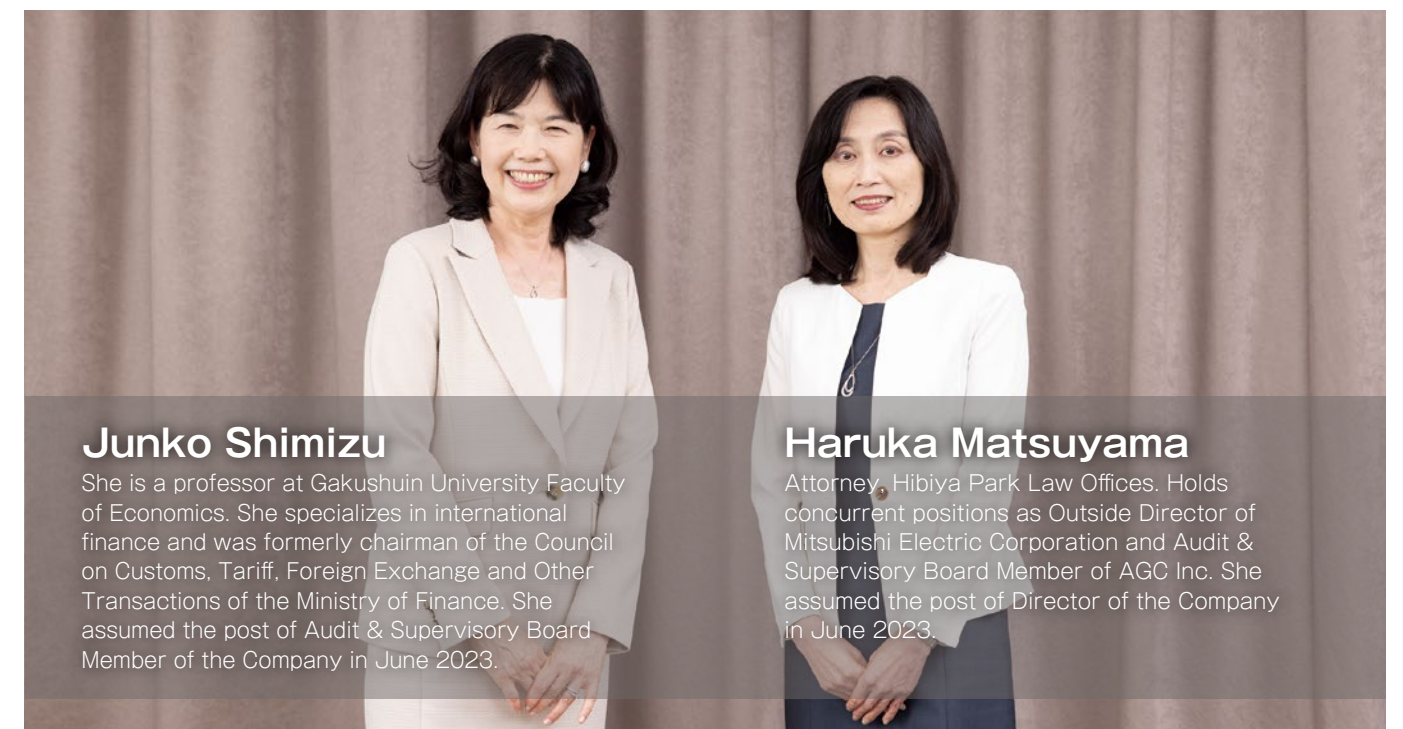 Junko Shimizu
She is a professor at Gakushuin University Faculty
of Economics. She specializes in international
finance and was formerly chairman of the Council
on Customs, Tariff, Foreign Exchange and Other
Transactions of the Ministry of Finance. She
assumed the post of Audit & Supervisory Board
Member of the Company in June 2023.
Haruka Matsuyama
Attorney, Hibiya Park Law Offices. Holds
concurrent positions as Outside Director of
Mitsubishi Electric Corporation and Audit &
Supervisory Board Member of AGC Inc. She
assumed the post of Director of the Company
in June 2023.